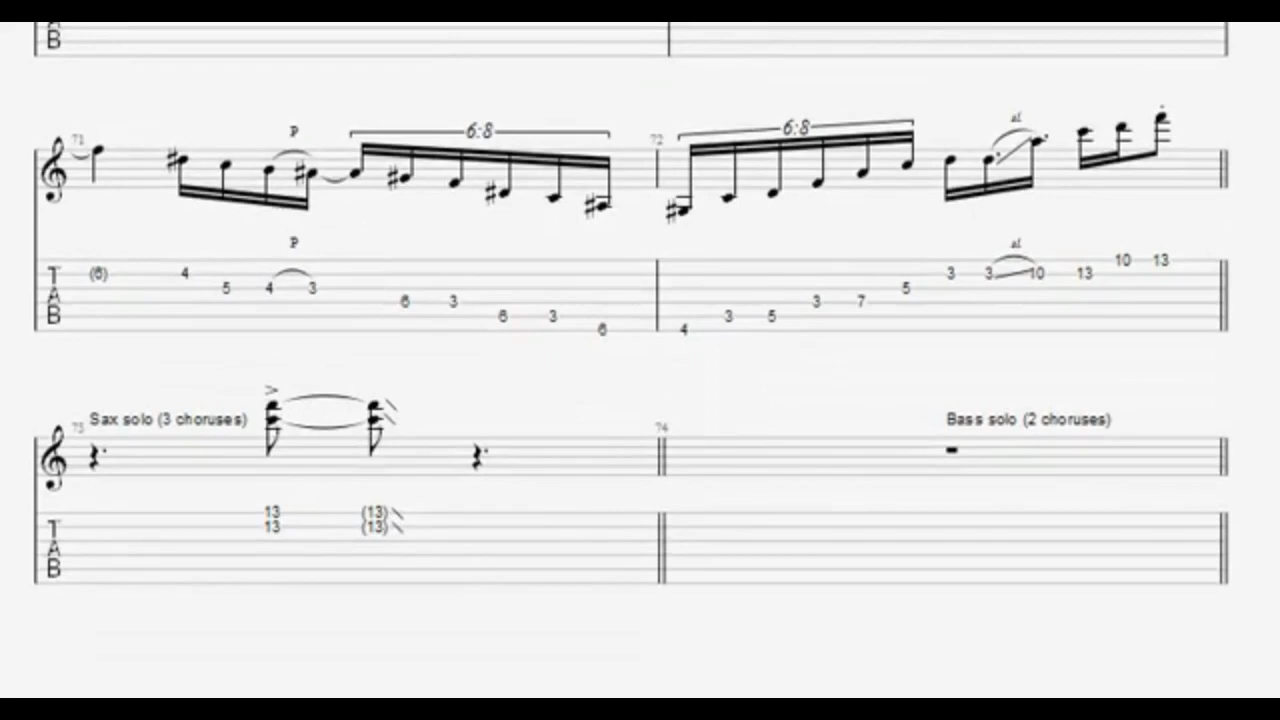 B
71
P
6:8
72
6:8
sl
P
sl
T
A
B
(6) 4 5 4 3 6 3 6 3 6
4 3 5 3 7 5 3 3 10 13 10 13
73
Sax solo (3 choruses)
74
Bass solo (2 choruses)
T
A
B
13 (13)
13 (13)